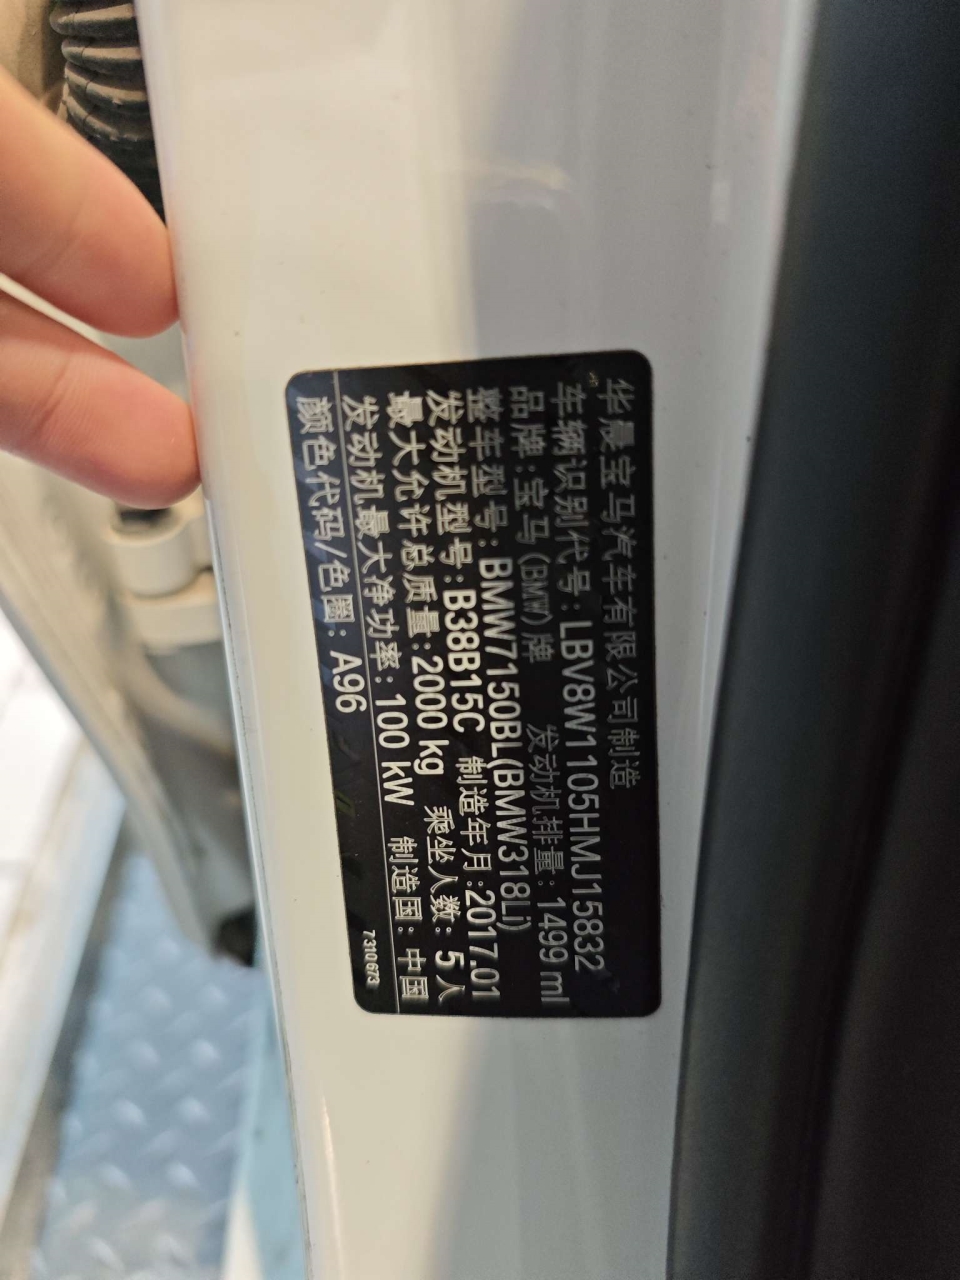 华晨宝马汽车有限公司制造
车辆识别代号:LBV8W1105HMJ15832
品牌:宝马(BMW)牌 发动机排量:1499 ml
整车型号:BMW7150BL(BMW318Li)
发动机型号:B38B15C 制造年月:2017.01
最大允许总质量:2000 kg 乘坐人数:5人
发动机最大净功率:100 kW 制造国:中国
颜色代码/色圈:A96
7 310 673